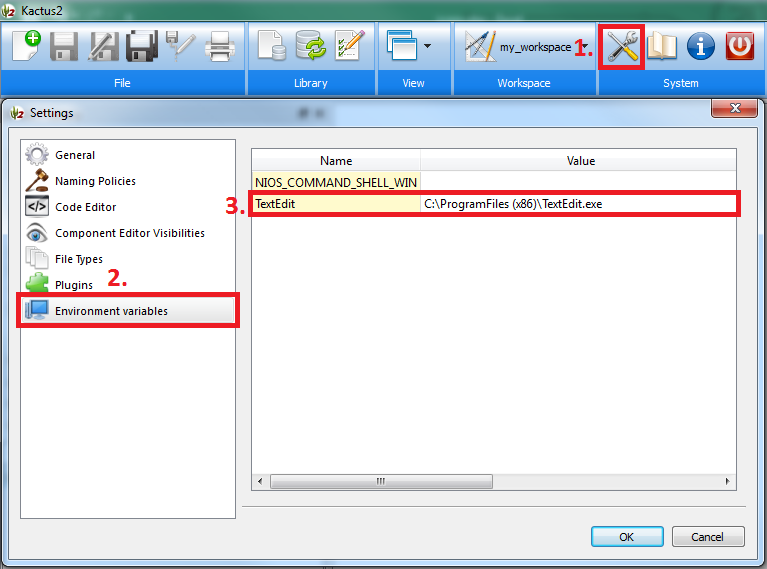 Kactus2
my_workspace
1.
File
Library
View
Workspace
System
Settings
General
Naming Policies
Code Editor
Component Editor Visibilities
File Types
Plugins
2.
Environment variables
Name Value
NIOS_COMMAND_SHELL_WIN
3.
TextEdit C:\ProgramFiles (x86)\TextEdit.exe
OK Cancel